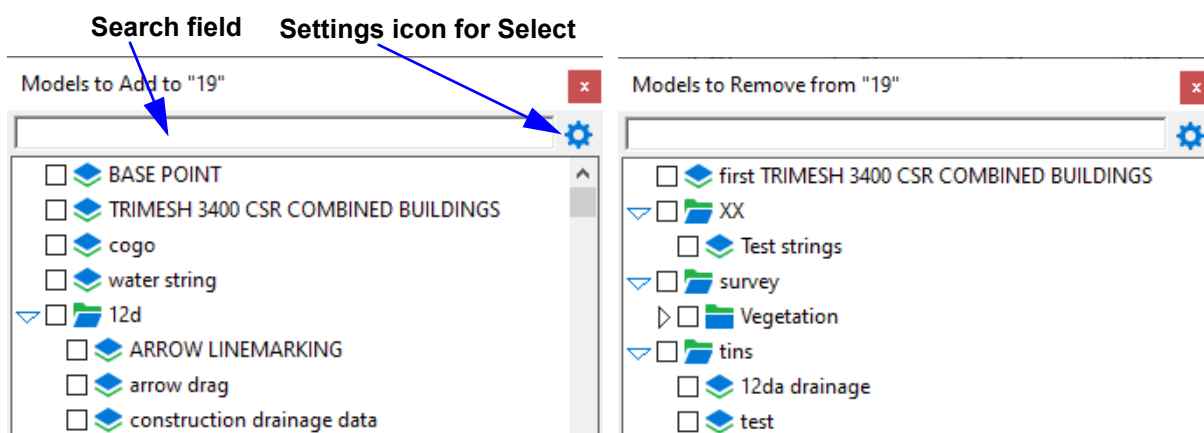 Search field
Settings icon for Select
Models to Add to "19"
x
BASE POINT
TRIMESH 3400 CSR COMBINED BUILDINGS
cogo
water string
12d
ARROW LINEMARKING
arrow drag
construction drainage data
Models to Remove from "19"
x
first TRIMESH 3400 CSR COMBINED BUILDINGS
XX
Test strings
survey
Vegetation
tins
12da drainage
test